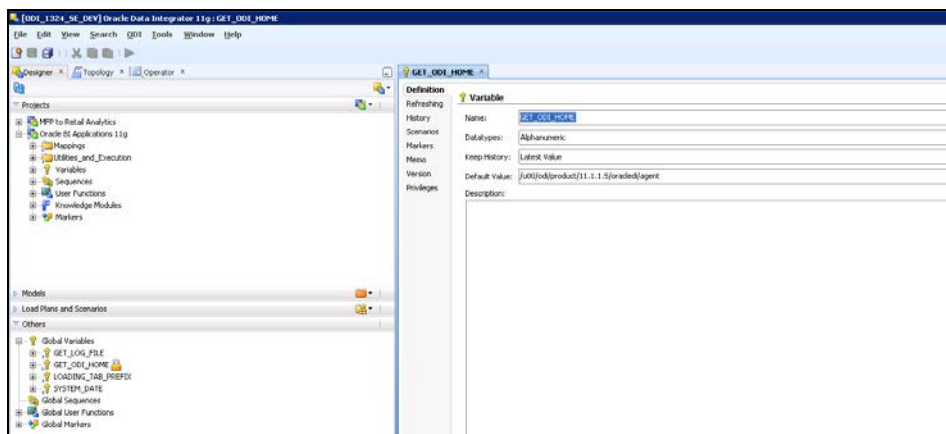 [ODI_1324_SE_DEV] Oracle Data Integrator 11g : GET_ODI_HOME
File Edit View Search ODI Tools Window Help
Designer Topology Operator
Projects
MFP to Retail Analytics
Oracle BI Applications 11g
Mappings
Utilities_and_Execution
Variables
Sequences
User Functions
Knowledge Modules
Markers
Models
Load Plans and Scenarios
Others
Global Variables
GET_LOG_FILE
GET_ODI_HOME
LOADING_TAB_PREFIX
SYSTEM_DATE
Global Sequences
Global User Functions
Global Markers
GET_ODI_HOME
Definition
Refreshing
History
Scenarios
Markers
Memo
Version
Privileges
Variable
Name: GET_ODI_HOME
Datatypes: Alphanumeric
Keep History: Latest Value
Default Value: /u00/odi/product/11.1.1.5/oracledi/agent
Description: